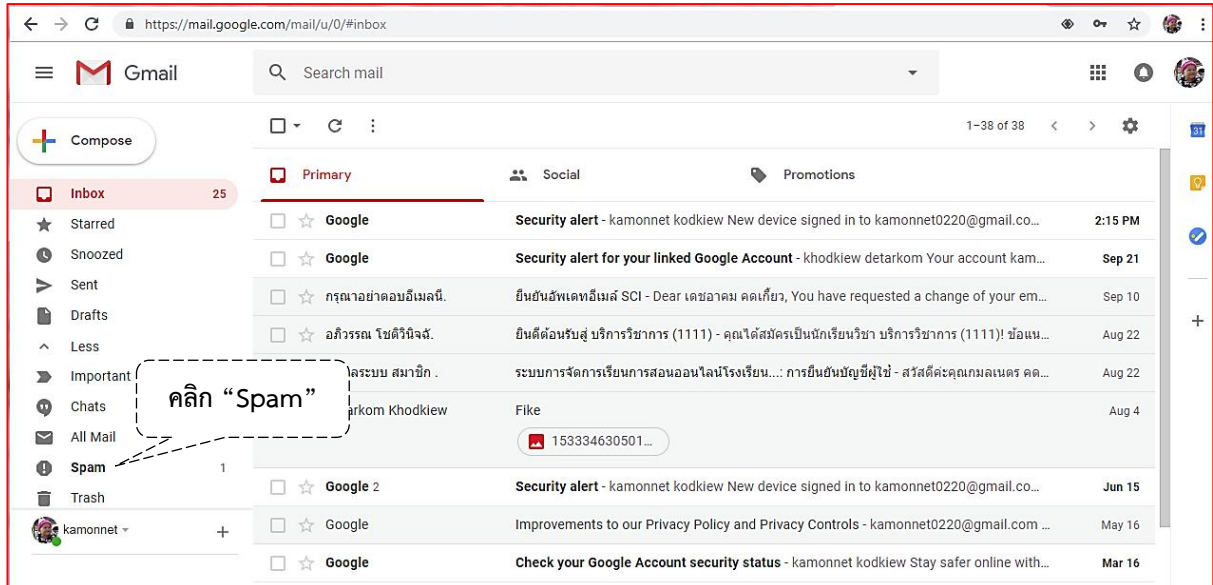 https://mail.google.com/mail/u/0/#inbox
Gmail
Search mail
Compose
1–38 of 38
31
Primary
Social
Promotions
Inbox 25
Starred
Snoozed
Sent
Drafts
Less
Important
Chats
All Mail
Spam 1
Trash
kamonnet
คลิก “Spam”
Google Security alert - kamonnet kodkiew New device signed in to kamonnet0220@gmail.co... 2:15 PM
Google Security alert for your linked Google Account - khodkiew detarkom Your account kam... Sep 21
กรุณาอย่าตอบอีเมลนี้. ยืนยันอัพเดทอีเมล์ SCI - Dear เดชอาคม คดเกี้ยว, You have requested a change of your em... Sep 10
อภิวรรณ โชติวินิจฉั. ยินดีต้อนรับสู่ บริการวิชาการ (1111) - คุณได้สมัครเป็นนักเรียนวิชา บริการวิชาการ (1111)! ข้อแน... Aug 22
ลระบบ สมาชิก . ระบบการจัดการเรียนการสอนออนไลน์โรงเรียน...: การยืนยันบัญชีผู้ใช้ - สวัสดีค่ะคุณกมลเนตร คด... Aug 22
arkom Khodkiew Fike Aug 4
153334630501...
Google 2 Security alert - kamonnet kodkiew New device signed in to kamonnet0220@gmail.co... Jun 15
Google Improvements to our Privacy Policy and Privacy Controls - kamonnet0220@gmail.com ... May 16
Google Check your Google Account security status - kamonnet kodkiew Stay safer online with... Mar 16